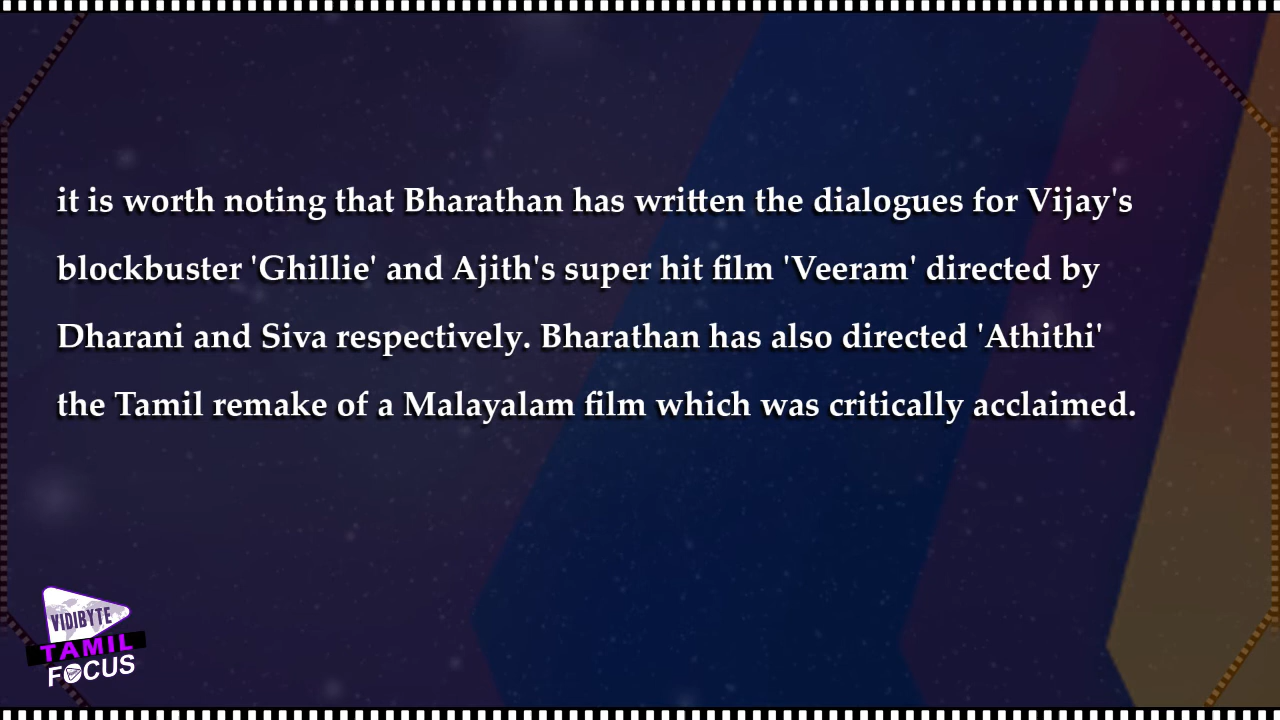 it is worth noting that Bharathan has written the dialogues for Vijay's
blockbuster 'Ghillie' and Ajith's super hit film 'Veeram' directed by
Dharani and Siva respectively. Bharathan has also directed 'Athithi'
the Tamil remake of a Malayalam film which was critically acclaimed.
VIDIBYTE
TAMIL
FOCUS